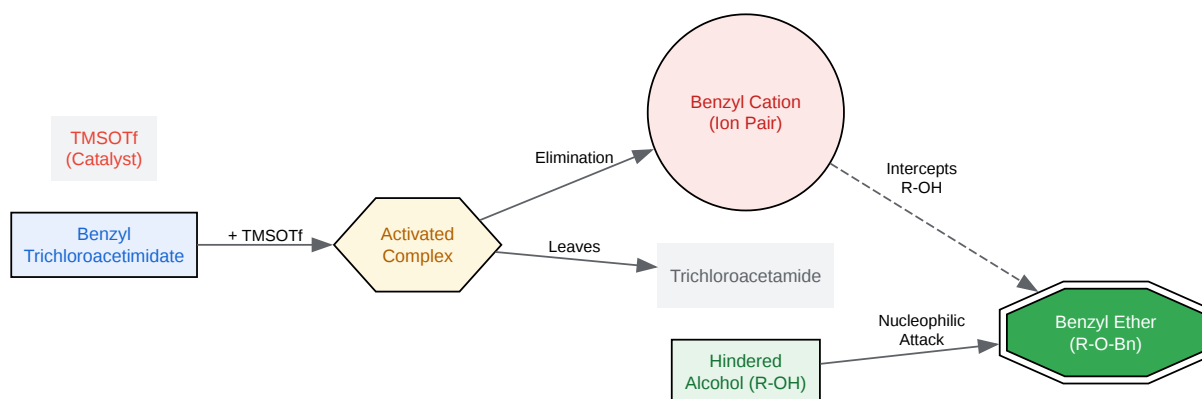 TMSOTf
(Catalyst)
Benzyl
Trichloroacetimidate
+ TMSOTf
Activated
Complex
Elimination
Leaves
Benzyl Cation
(Ion Pair)
Trichloroacetamide
Intercepts
R-OH
Hindered
Alcohol (R-OH)
Nucleophilic
Attack
Benzyl Ether
(R-O-Bn)